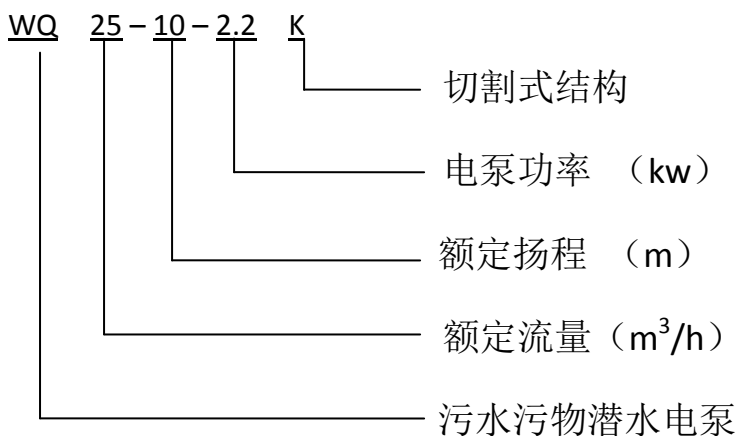 WQ 25 – 10 – 2.2 K
切割式结构
电泵功率 （kw）
额定扬程 （m）
额定流量（m³/h）
污水污物潜水电泵